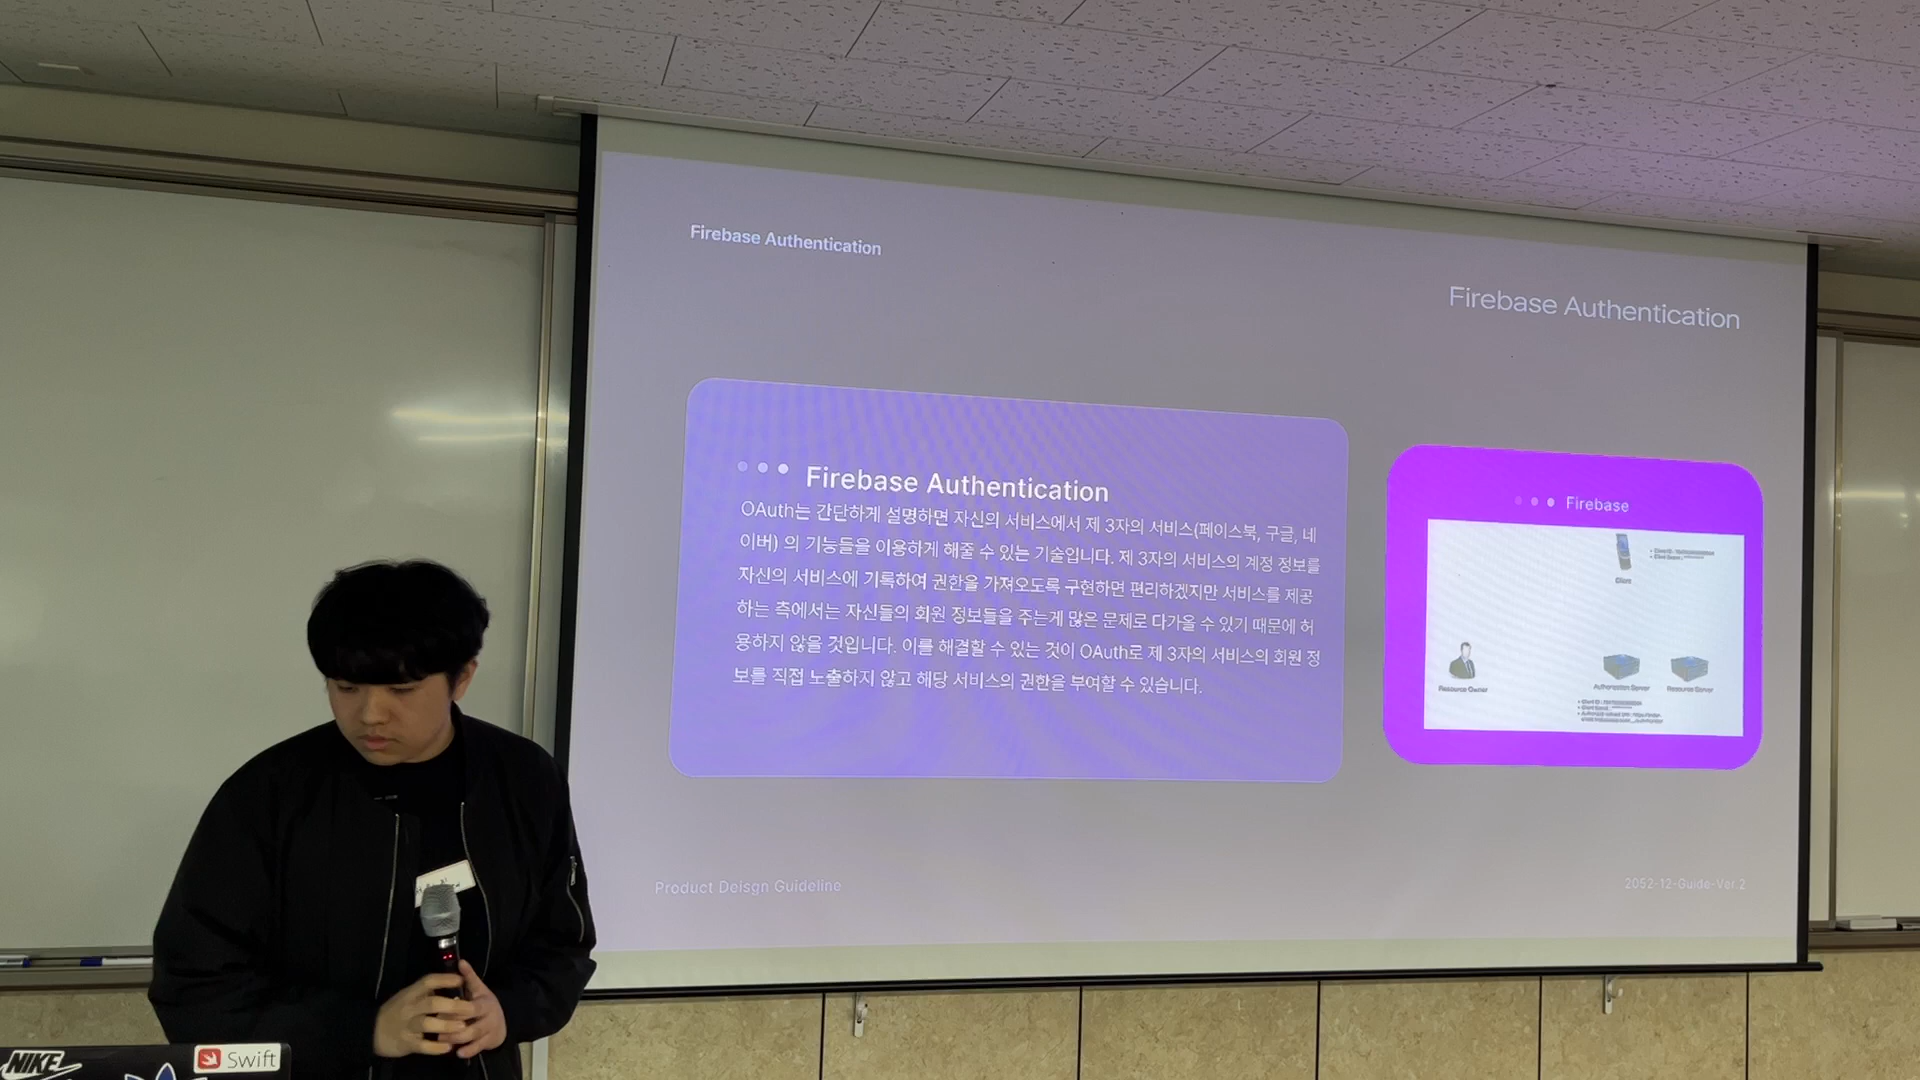 Firebase Authentication
Firebase Authentication
Firebase Authentication
OAuth는 간단하게 설명하면 자신의 서비스에서 제 3자의 서비스(페이스북, 구글, 네
이버) 의 기능들을 이용하게 해줄 수 있는 기술입니다. 제 3자의 서비스의 계정 정보를
자신의 서비스에 기록하여 권한을 가져오도록 구현하면 편리하겠지만 서비스를 제공
하는 측에서는 자신들의 회원 정보들을 주는게 많은 문제로 다가올 수 있기 때문에 허
용하지 않을 것입니다. 이를 해결할 수 있는 것이 OAuth로 제 3자의 서비스의 회원 정
보를 직접 노출하지 않고 해당 서비스의 권한을 부여할 수 있습니다.
Firebase
Client
Resource Owner
Authorization Server
Resource Server
Product Deisgn Guideline
2052-12-Guide-Ver.2
NIKE
Swift